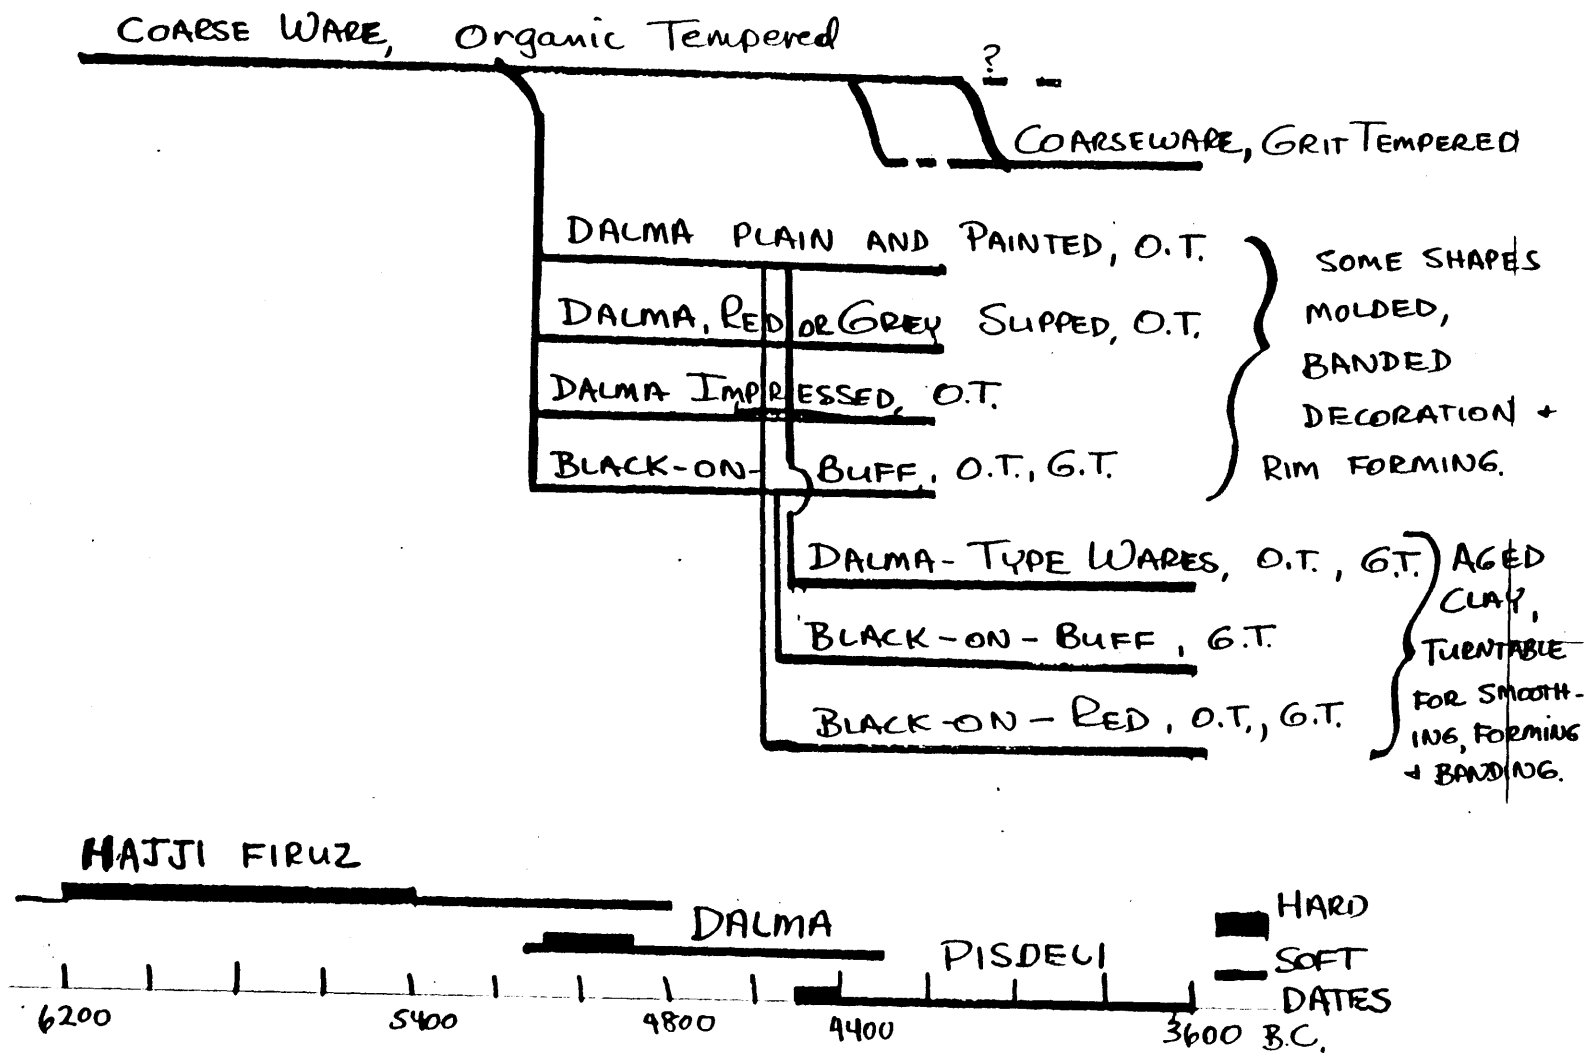 COARSE WARE, Organic Tempered
?
COARSEWARE, GRIT TEMPERED
DALMA PLAIN AND PAINTED, O.T.
DALMA, RED OR GREY SLIPPED, O.T.
DALMA IMPRESSED, O.T.
BLACK-ON-BUFF, O.T., G.T.
SOME SHAPES
MOLDED,
BANDED
DECORATION +
RIM FORMING.
DALMA-TYPE WARES, O.T., G.T.
BLACK-ON-BUFF, G.T.
BLACK-ON-RED, O.T., G.T.
AGED
CLAY,
TURNTABLE
FOR SMOOTH-
ING, FORMING
+ BANDING.
HAJJI FIRUZ
DALMA
PISDELI
HARD
SOFT
DATES
6200 5400 4800 4400 3600 B.C.